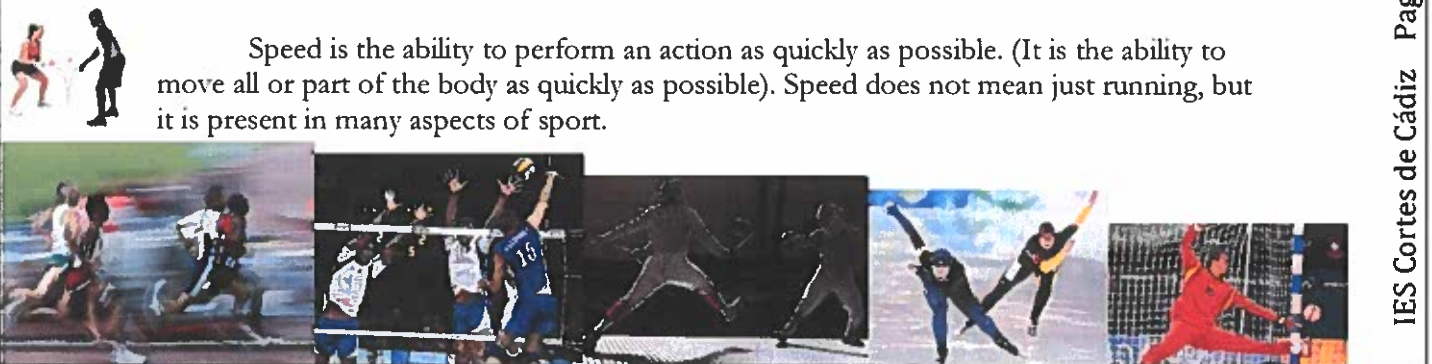 Speed is the ability to perform an action as quickly as possible. (It is the ability to
move all or part of the body as quickly as possible). Speed does not mean just running, but
it is present in many aspects of sport.
15
IES Cortes de Cádiz Pag